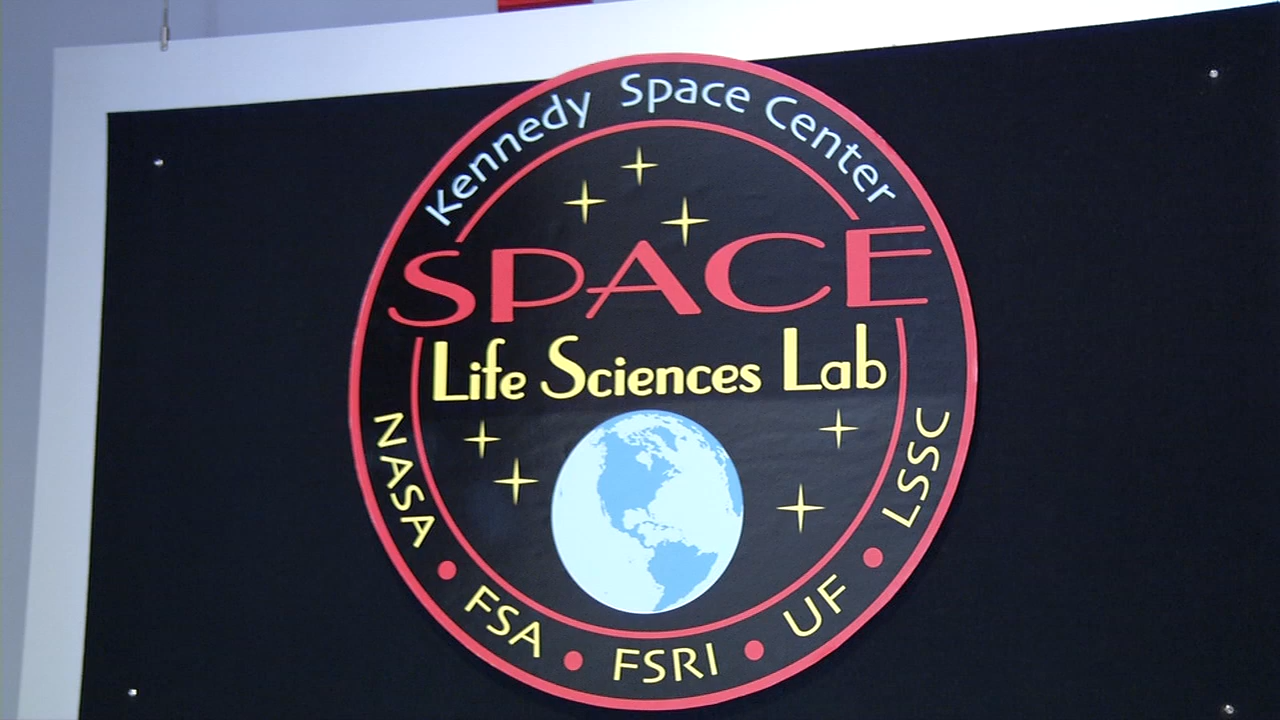 Kennedy Space Center
SPACE
Life Sciences Lab
NASA • FSA • FSRI • UF • LSSC